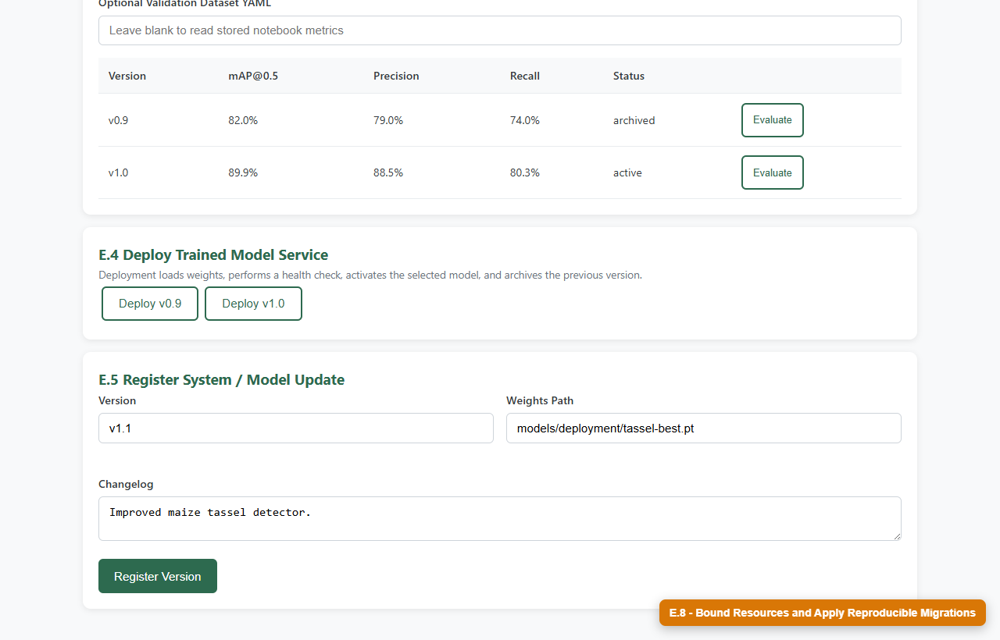 Optional Validation Dataset YAML
Leave blank to read stored notebook metrics
Version mAP@0.5 Precision Recall Status
v0.9 82.0% 79.0% 74.0% archived Evaluate
v1.0 89.9% 88.5% 80.3% active Evaluate
E.4 Deploy Trained Model Service
Deployment loads weights, performs a health check, activates the selected model, and archives the previous version.
Deploy v0.9 Deploy v1.0
E.5 Register System / Model Update
Version Weights Path
v1.1 models/deployment/tassel-best.pt
Changelog
Improved maize tassel detector.
Register Version
E.8 - Bound Resources and Apply Reproducible Migrations